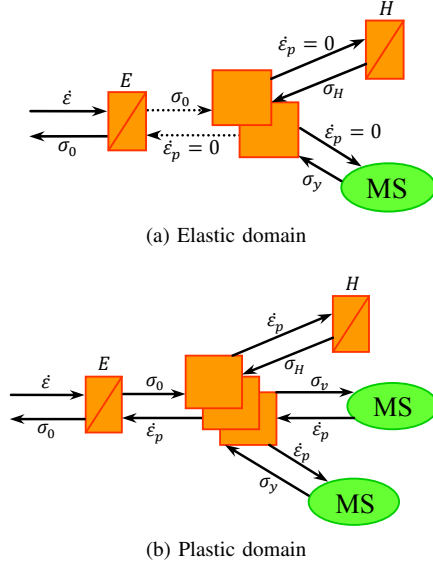 ε̇_p = 0
H
E
ε̇
σ_0
σ_H
σ_0
ε̇_p = 0
ε̇_p = 0
σ_y
MS
(a) Elastic domain
H
ε̇_p
E
σ_H
ε̇
σ_0
σ_v
MS
σ_0
ε̇_p
ε̇_p
ε̇_p
σ_y
MS
(b) Plastic domain